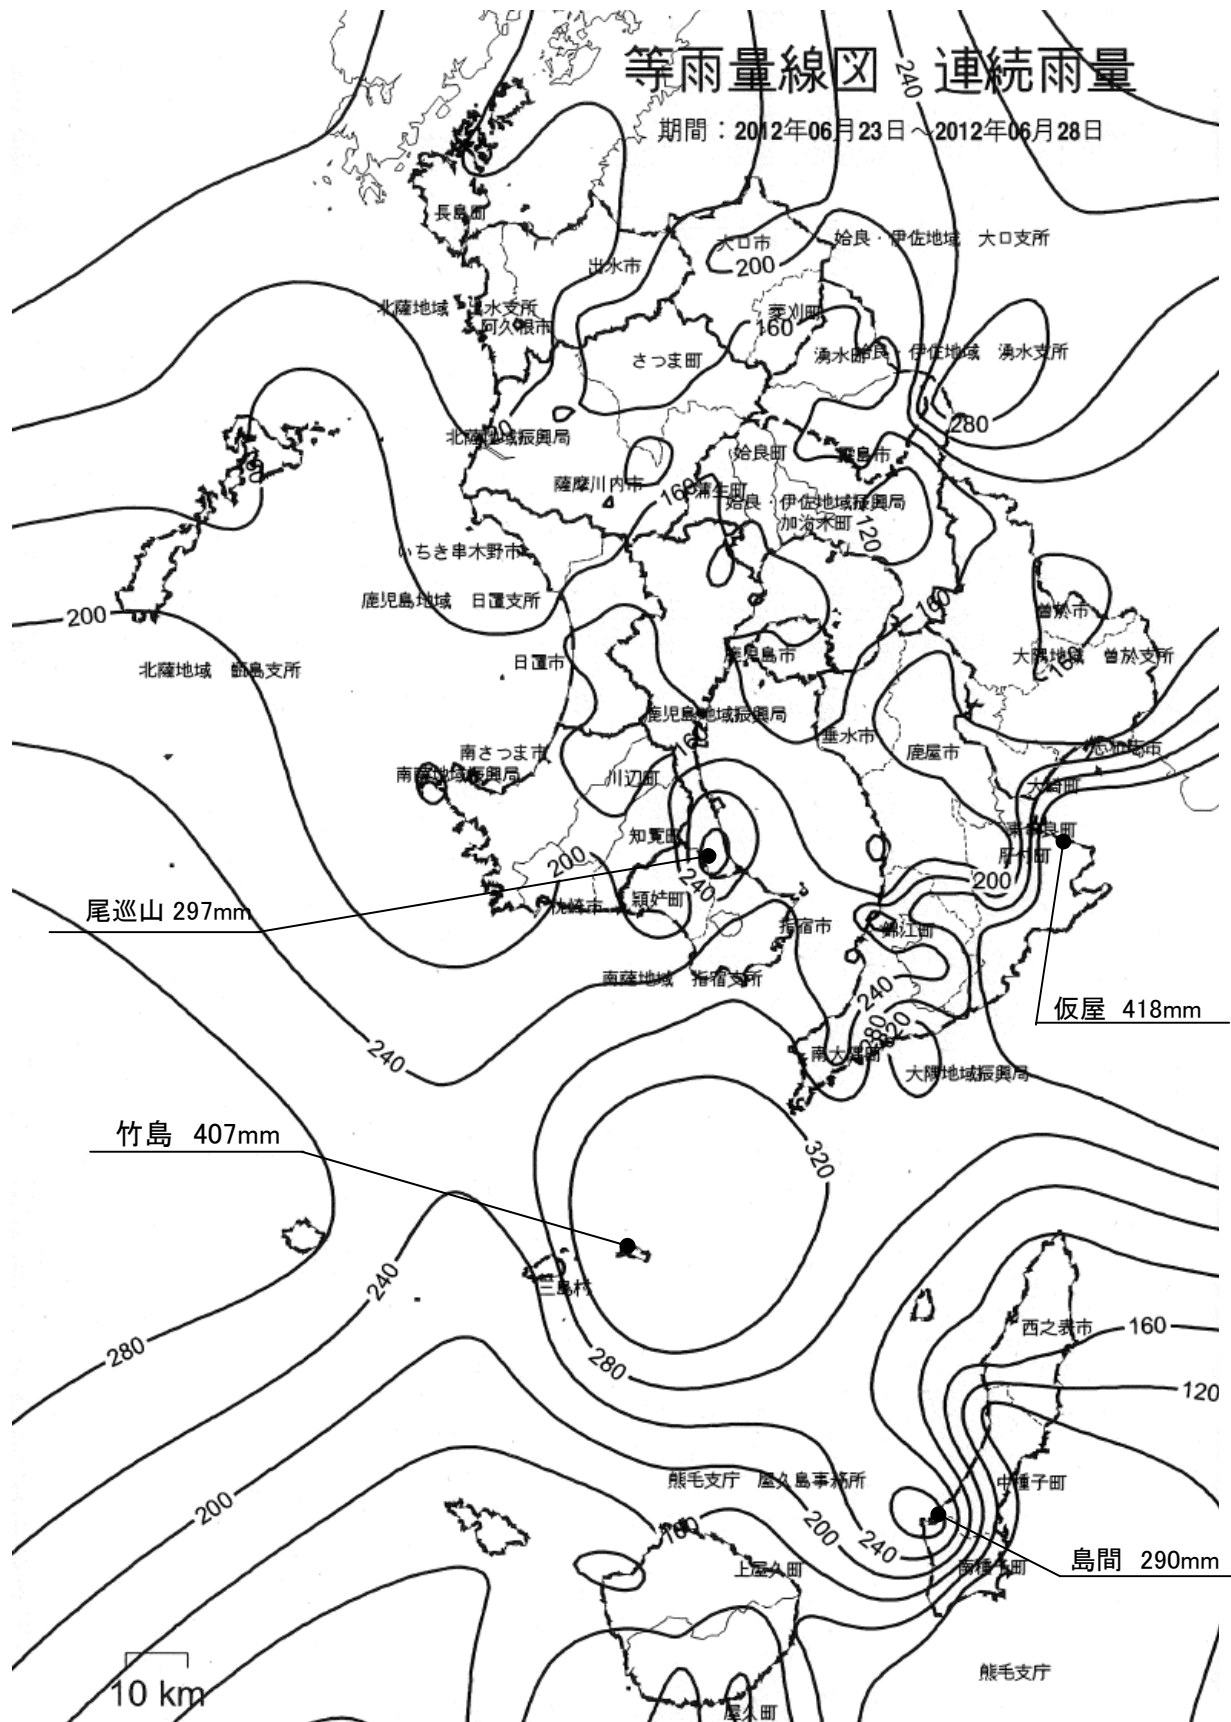 等雨量線図 連続雨量
240
期間：2012年06月23日～2012年06月28日
長島町
大口市
姶良・伊佐地域 大口支所
出水市
200
菱刈町
阿久根市
160
さつま町
湧水町
姶良・伊佐地域 湧水支所
280
北薩地域振興局
姶良町
霧島市
薩摩川内市
160
蒲生町
姶良・伊佐地域振興局
加治木町
120
いちき串木野市
鹿児島地域 日置支所
160
曽於市
200
北薩地域 甑島支所
日置市
鹿児島市
大隅地域 曽於支所
160
鹿児島地域振興局
垂水市
鹿屋市
志布志市
南さつま市
160
南薩地域振興局
川辺町
大崎町
知覧町
東串良町
肝付町
200
240
200
尾巡山 297mm
枕崎市
頴娃町
指宿市
錦江町
南薩地域 指宿支所
240
仮屋 418mm
280
320
240
南大隅町
大隅地域振興局
竹島 407mm
320
240
三島村
西之表市
160
280
280
120
熊毛支庁 屋久島事務所
中種子町
200
200
240
160
上屋久町
南種子町
島間 290mm
熊毛支庁
10 km
屋久町